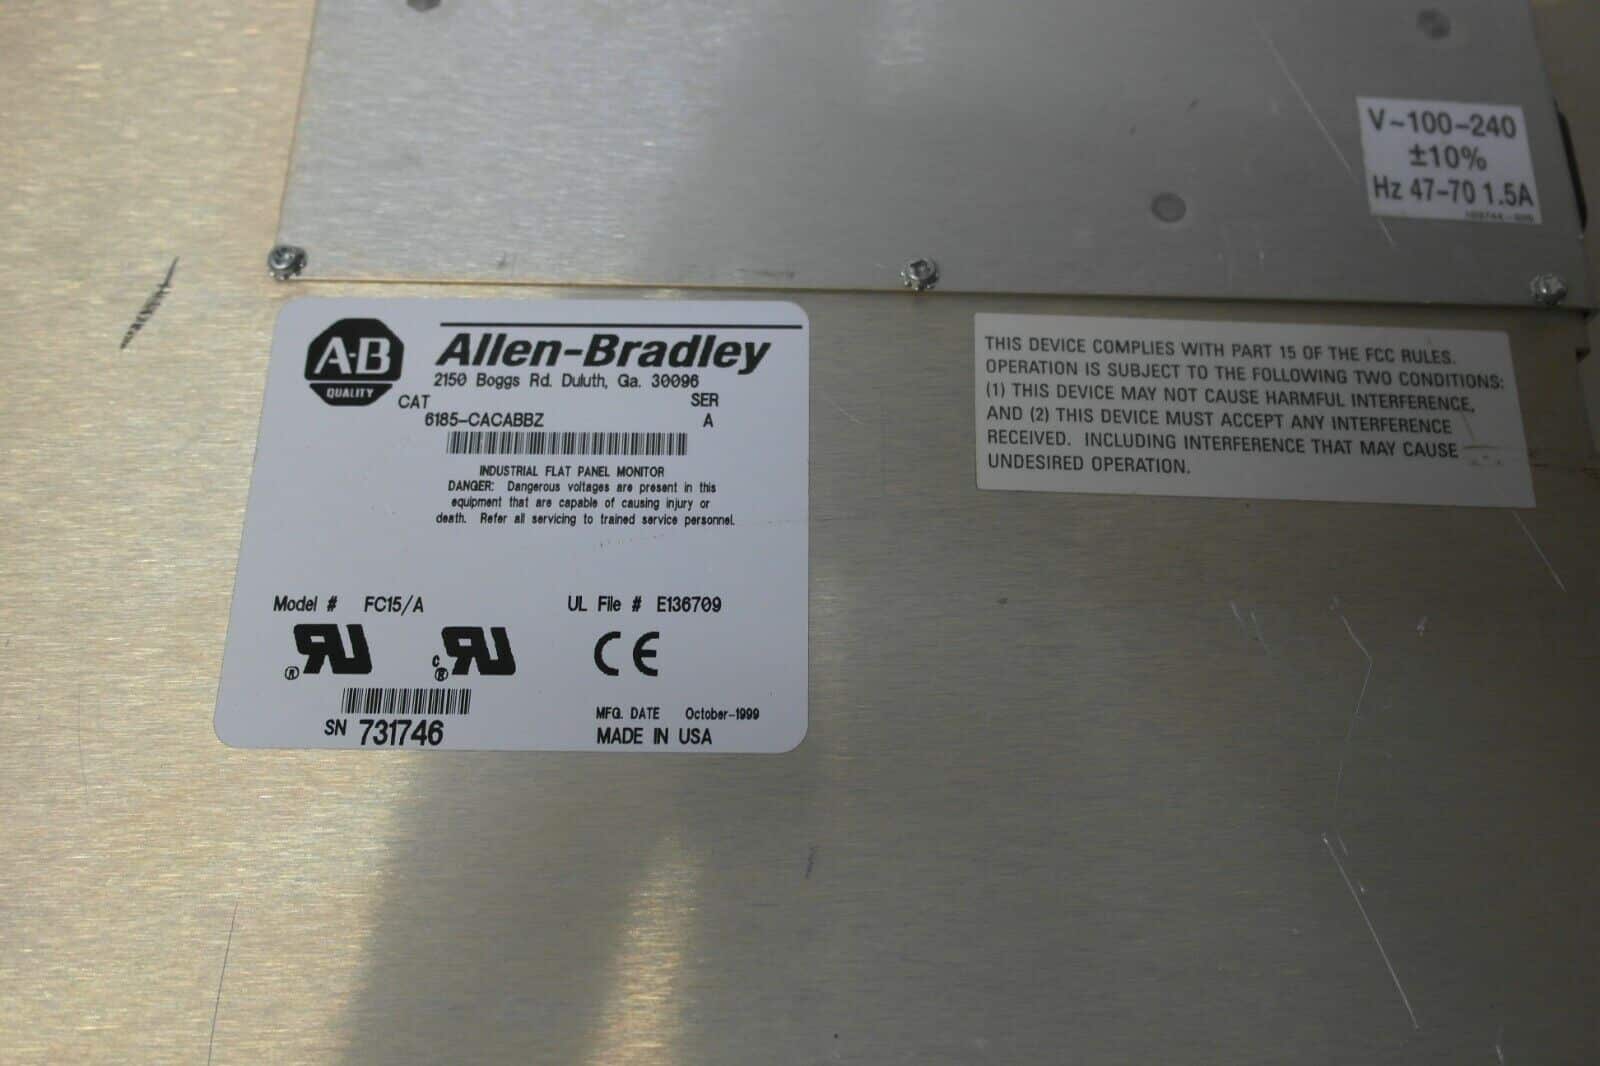 V~100-240
±10%
Hz 47-70 1.5A
A-B
QUALITY
Allen-Bradley
2150 Boggs Rd. Duluth, Ga. 30096
CAT SER
6185-CACABBZ A
INDUSTRIAL FLAT PANEL MONITOR
DANGER: Dangerous voltages are present in this
equipment that are capable of causing injury or
death. Refer all servicing to trained service personnel.
Model # FC15/A UL File # E136709
CE
SN 731746
MFG. DATE October-1999
MADE IN USA
THIS DEVICE COMPLIES WITH PART 15 OF THE FCC RULES.
OPERATION IS SUBJECT TO THE FOLLOWING TWO CONDITIONS:
(1) THIS DEVICE MAY NOT CAUSE HARMFUL INTERFERENCE,
AND (2) THIS DEVICE MUST ACCEPT ANY INTERFERENCE
RECEIVED. INCLUDING INTERFERENCE THAT MAY CAUSE
UNDESIRED OPERATION.